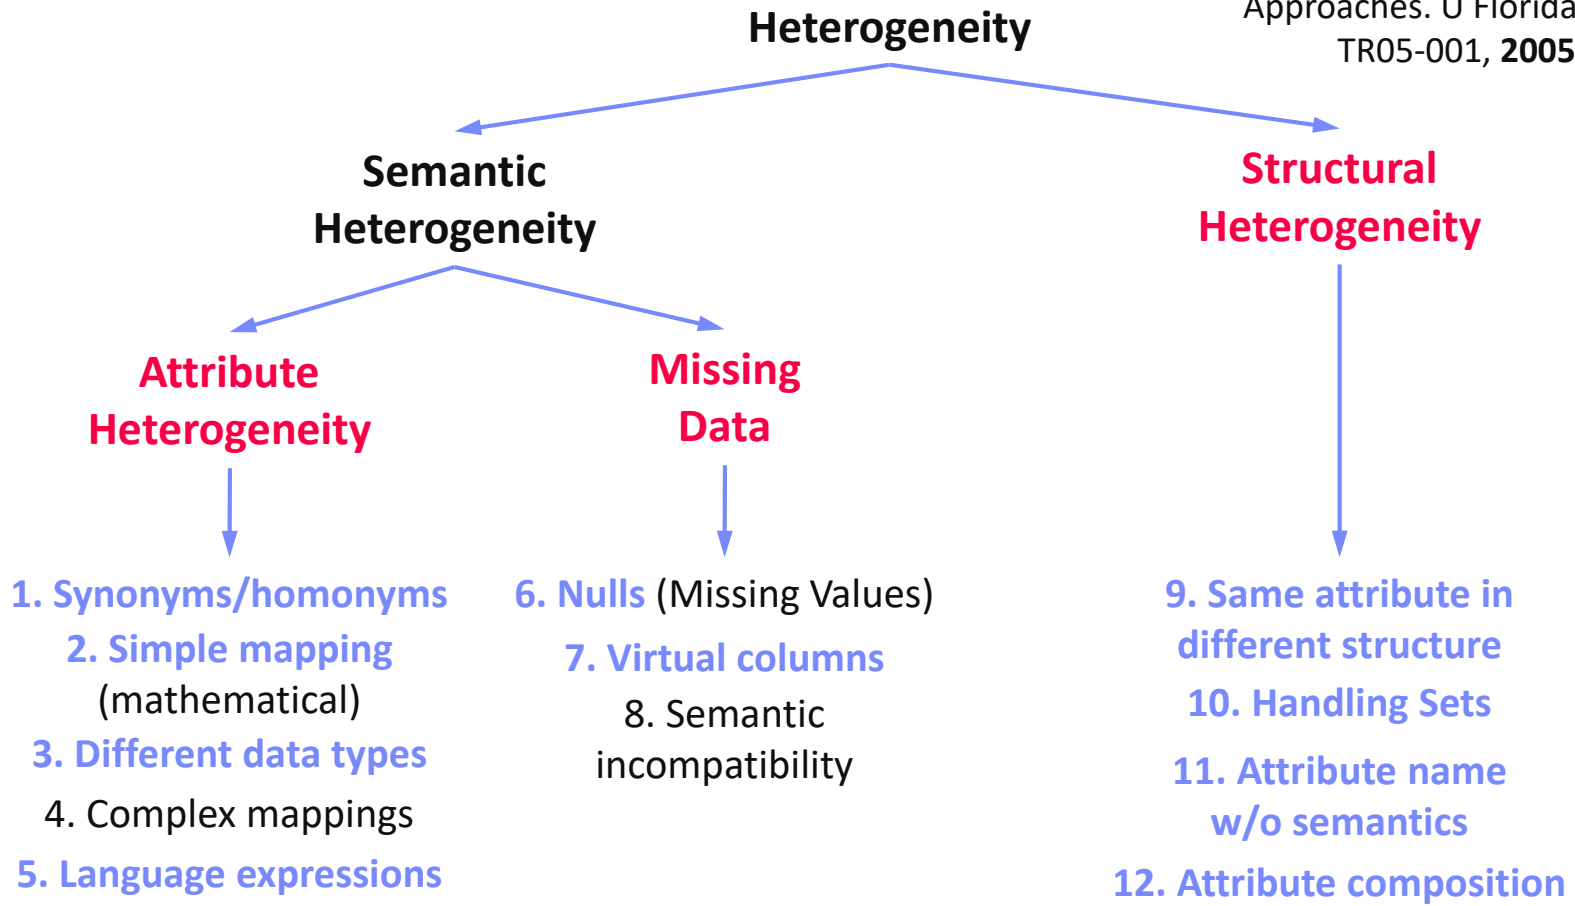 Approaches. U Florida
TR05-001, 2005
Heterogeneity
Semantic
Heterogeneity
Structural
Heterogeneity
Attribute
Heterogeneity
Missing
Data
1. Synonyms/homonyms
2. Simple mapping
(mathematical)
3. Different data types
4. Complex mappings
5. Language expressions
6. Nulls (Missing Values)
7. Virtual columns
8. Semantic
incompatibility
9. Same attribute in
different structure
10. Handling Sets
11. Attribute name
w/o semantics
12. Attribute composition